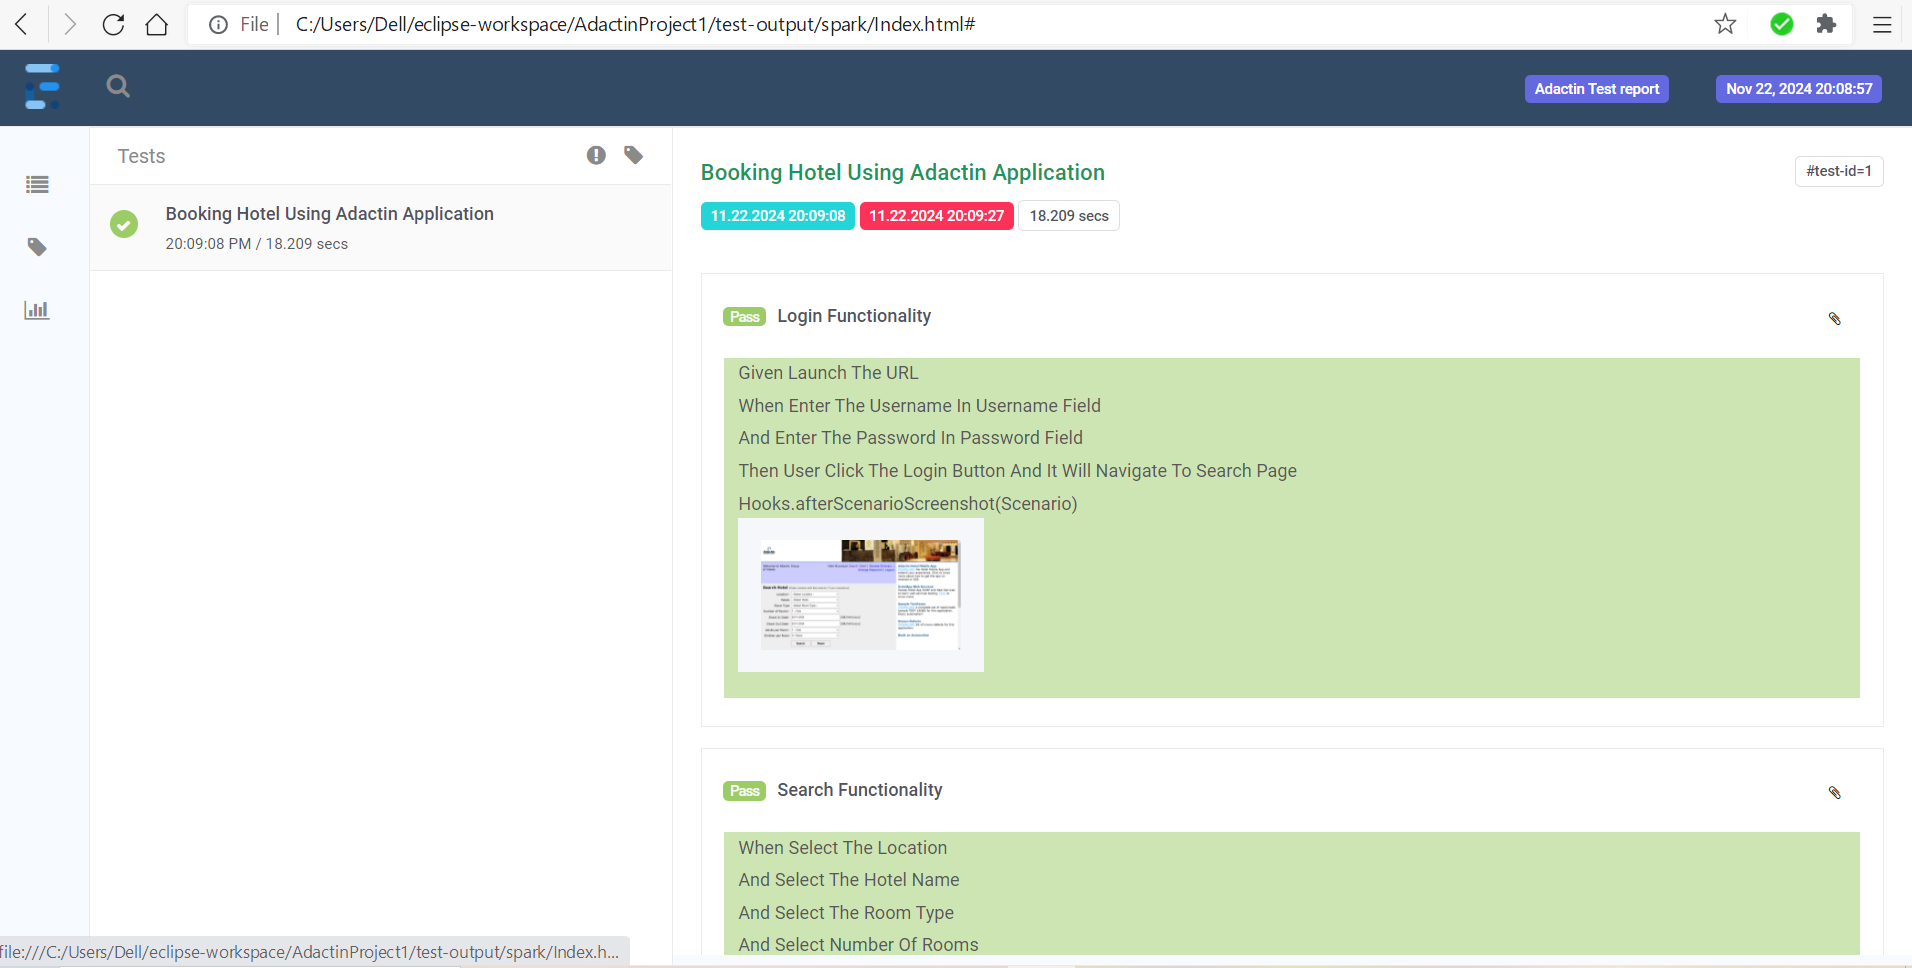 File
C:/Users/Dell/eclipse-workspace/AdactinProject1/test-output/spark/Index.html#
Adactin Test report
Nov 22, 2024 20:08:57
Tests
Booking Hotel Using Adactin Application
20:09:08 PM / 18.209 secs
Booking Hotel Using Adactin Application
#test-id=1
11.22.2024 20:09:08
11.22.2024 20:09:27
18.209 secs
Pass
Login Functionality
Given Launch The URL
When Enter The Username In Username Field
And Enter The Password In Password Field
Then User Click The Login Button And It Will Navigate To Search Page
Hooks.afterScenarioScreenshot(Scenario)
Pass
Search Functionality
When Select The Location
And Select The Hotel Name
And Select The Room Type
And Select Number Of Rooms
file:///C:/Users/Dell/eclipse-workspace/AdactinProject1/test-output/spark/Index.h...